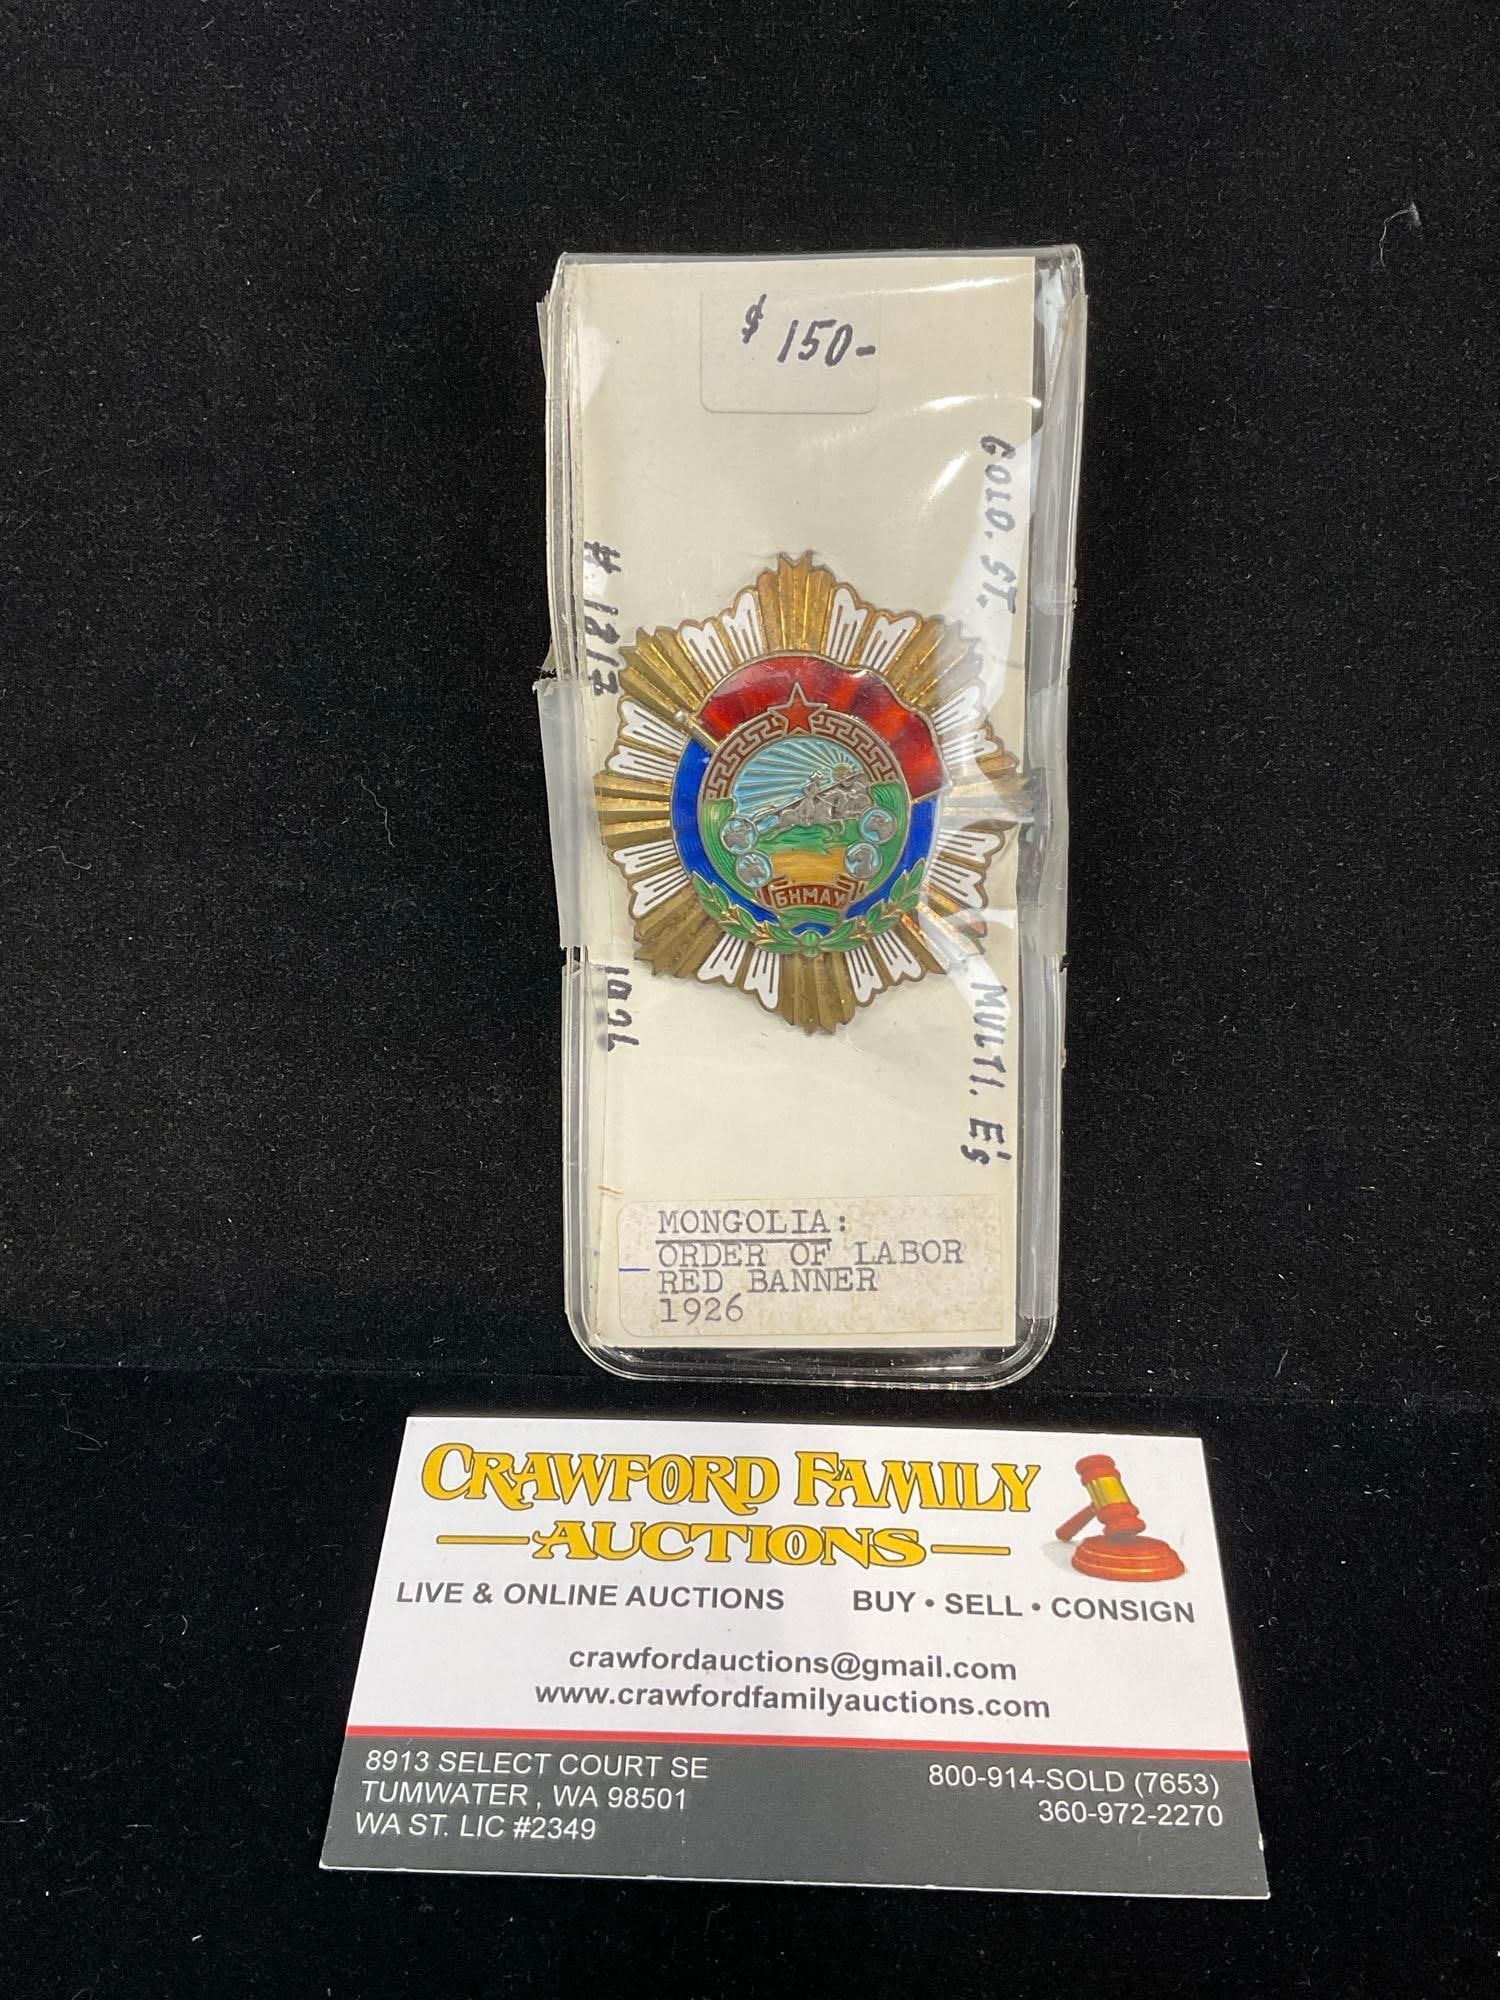 $ 150-
GOLD. ST.
# 1217
БНМАУ
1926
MULTI. E's
MONGOLIA:
ORDER OF LABOR
RED BANNER
1926
CRAWFORD FAMILY
AUCTIONS
LIVE & ONLINE AUCTIONS BUY • SELL • CONSIGN
crawfordauctions@gmail.com
www.crawfordfamilyauctions.com
8913 SELECT COURT SE
TUMWATER , WA 98501
WA ST. LIC #2349
800-914-SOLD (7653)
360-972-2270